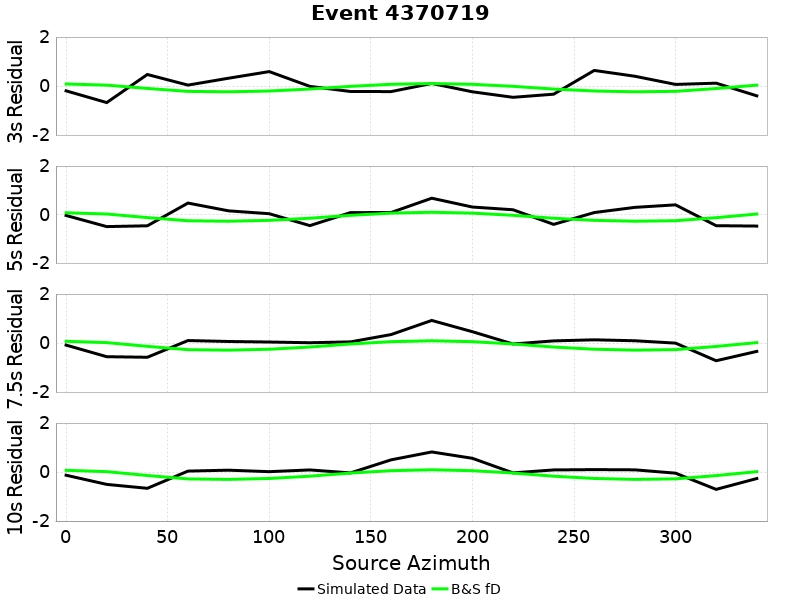 Event 4370719
3s Residual
2
0
-2
5s Residual
2
0
-2
7.5s Residual
2
0
-2
10s Residual
2
0
-2
0 50 100 150 200 250 300
Source Azimuth
Simulated Data B&S fD